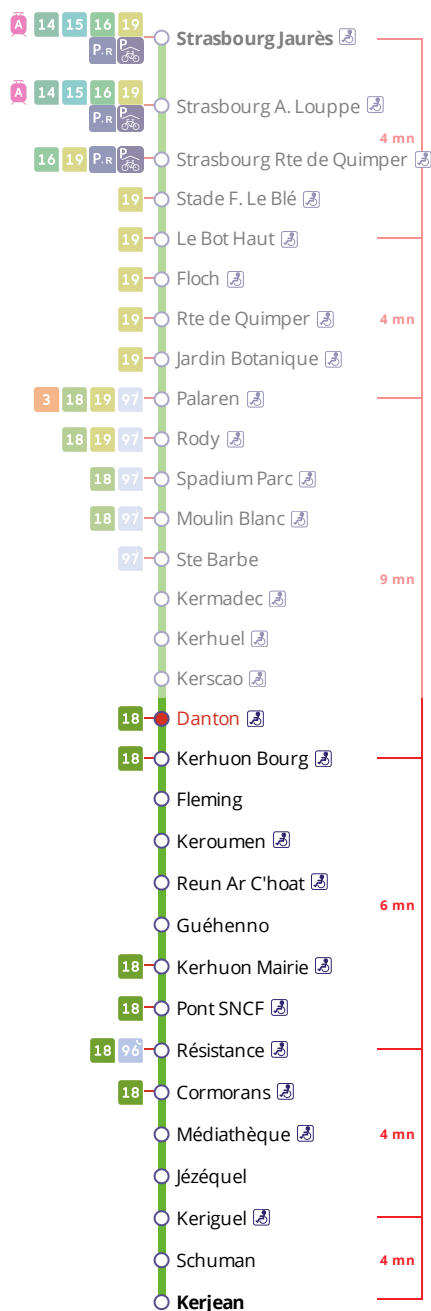 A 14 15 16 19
Strasbourg Jaurès
P+R P
A 14 15 16 19
Strasbourg A. Louppe
P+R P
4 mn
16 19 P+R P Strasbourg Rte de Quimper
19 Stade F. Le Blé
19 Le Bot Haut
19 Floch
19 Rte de Quimper 4 mn
19 Jardin Botanique
3 18 19 97 Palaren
18 19 97 Rody
18 97 Spadium Parc
18 97 Moulin Blanc
97 Ste Barbe
9 mn
Kermadec
Kerhuel
Kerscao
18 Danton
18 Kerhuon Bourg
Fleming
Keroumen
Reun Ar C'hoat
6 mn
Guéhenno
18 Kerhuon Mairie
18 Pont SNCF
18 96 Résistance
18 Cormorans
Médiathèque 4 mn
Jézéquel
Keriguel
Schuman 4 mn
Kerjean